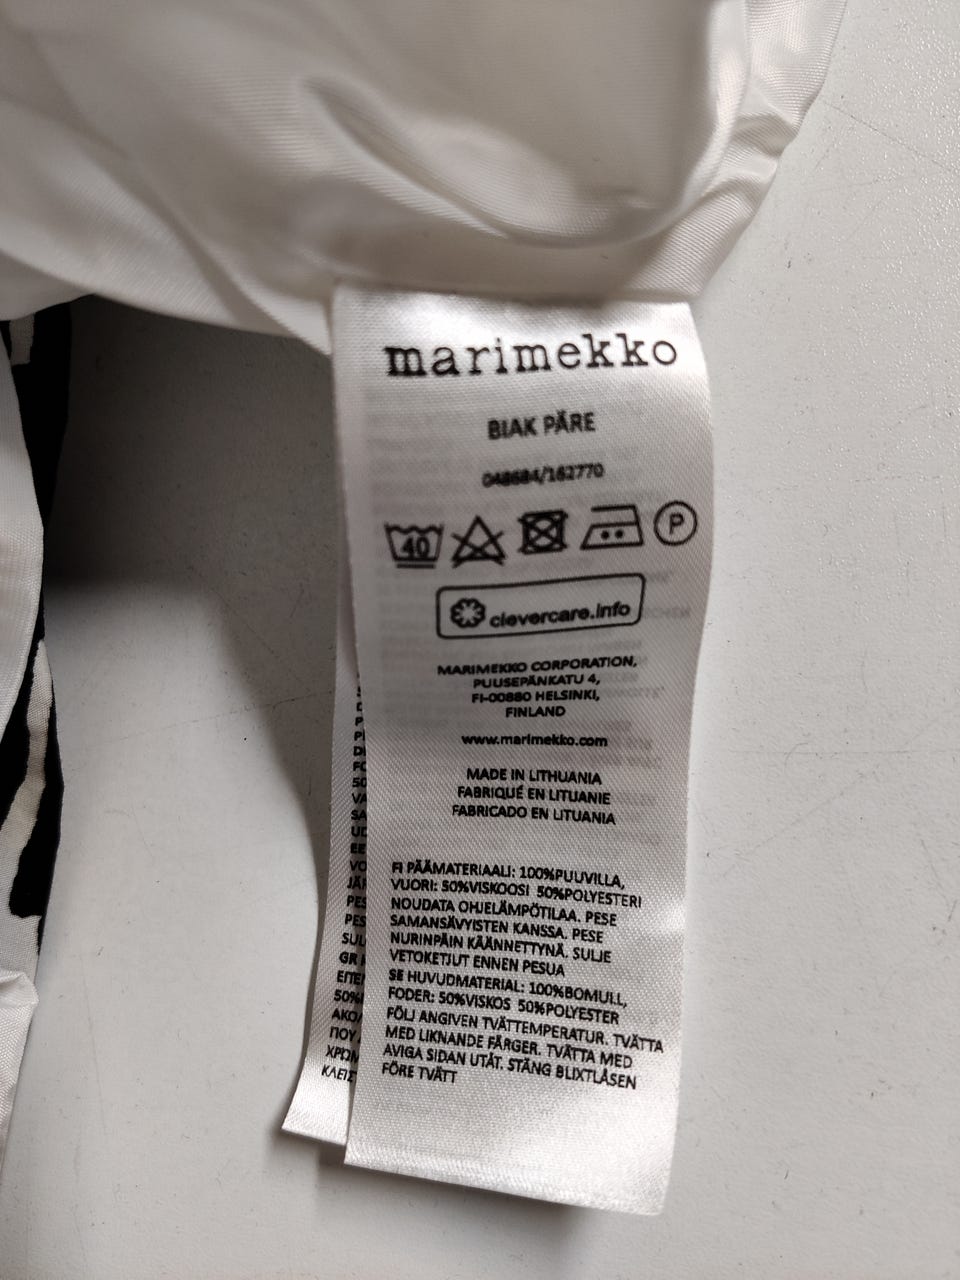 marimekko
BIAK PÄRE
048684/162770
40
P
clevercare.info
MARIMEKKO CORPORATION,
PUUSEPÄNKATU 4,
FI-00880 HELSINKI,
FINLAND
www.marimekko.com
MADE IN LITHUANIA
FABRIQUÉ EN LITUANIE
FABRICADO EN LITUANIA
FI PÄÄMATERIAALI: 100%PUUVILLA,
VUORI: 50%VISKOOSI 50%POLYESTERI
NOUDATA OHJELÄMPÖTILAA. PESE
SAMANSÄVYISTEN KANSSA. PESE
NURINPÄIN KÄÄNNETTYNÄ. SULJE
VETOKETJUT ENNEN PESUA
SE HUVUDMATERIAL: 100%BOMULL,
FODER: 50%VISKOS 50%POLYESTER
FÖLJ ANGIVEN TVÄTTEMPERATUR. TVÄTTA
MED LIKNANDE FÄRGER. TVÄTTA MED
AVIGA SIDAN UTÅT. STÄNG BLIXTLÅSEN
FÖRE TVÄTT